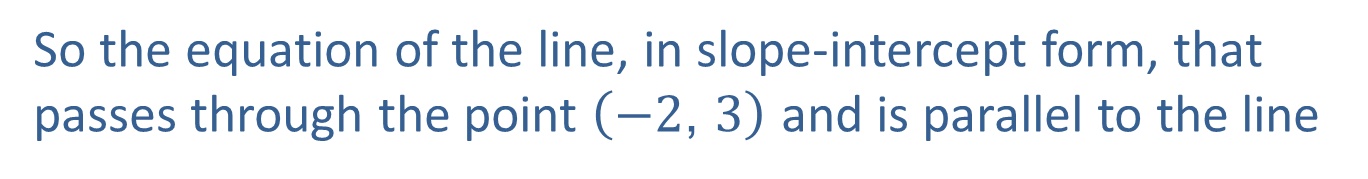 So the equation of the line, in slope-intercept form, that
passes through the point (−2, 3) and is parallel to the line